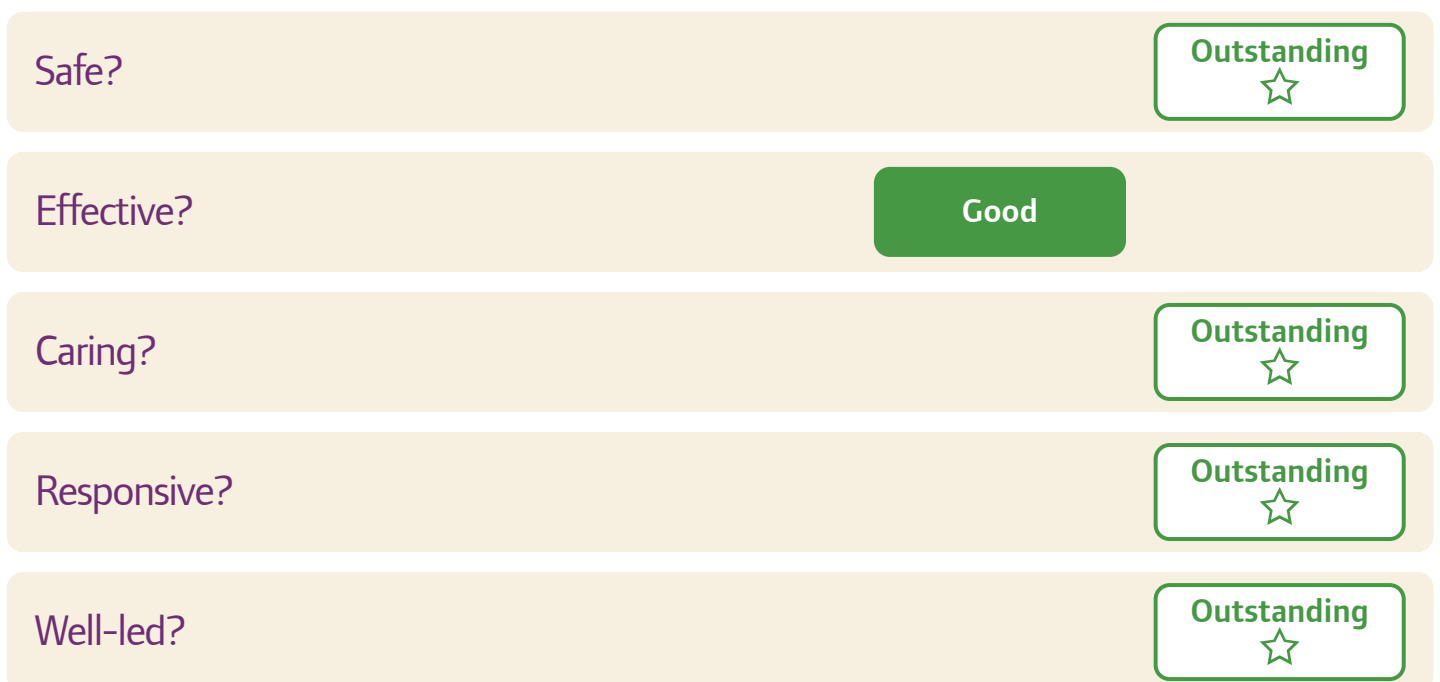 Safe?
Outstanding
Effective?
Good
Caring?
Outstanding
Responsive?
Outstanding
Well-led?
Outstanding